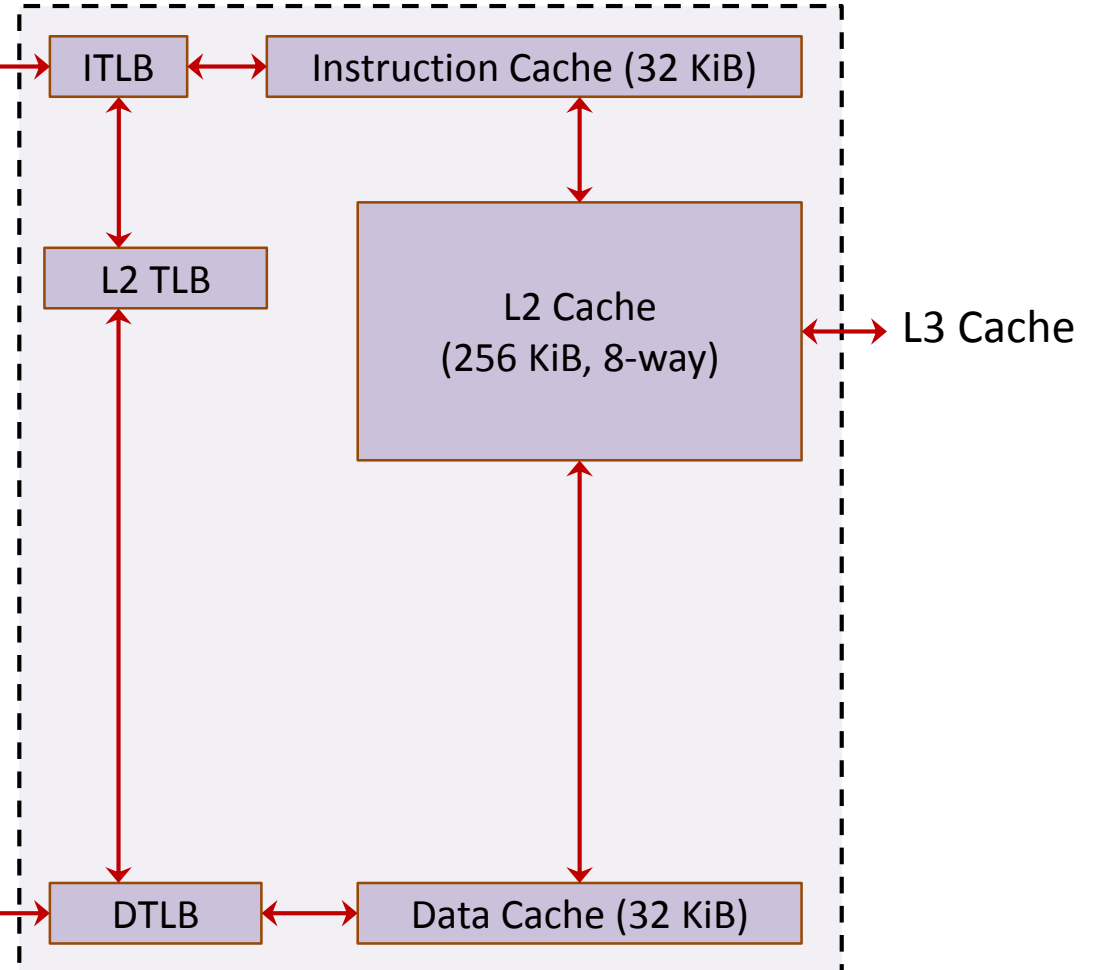 ITLB
Instruction Cache (32 KiB)
L2 TLB
L2 Cache
(256 KiB, 8-way)
L3 Cache
DTLB
Data Cache (32 KiB)